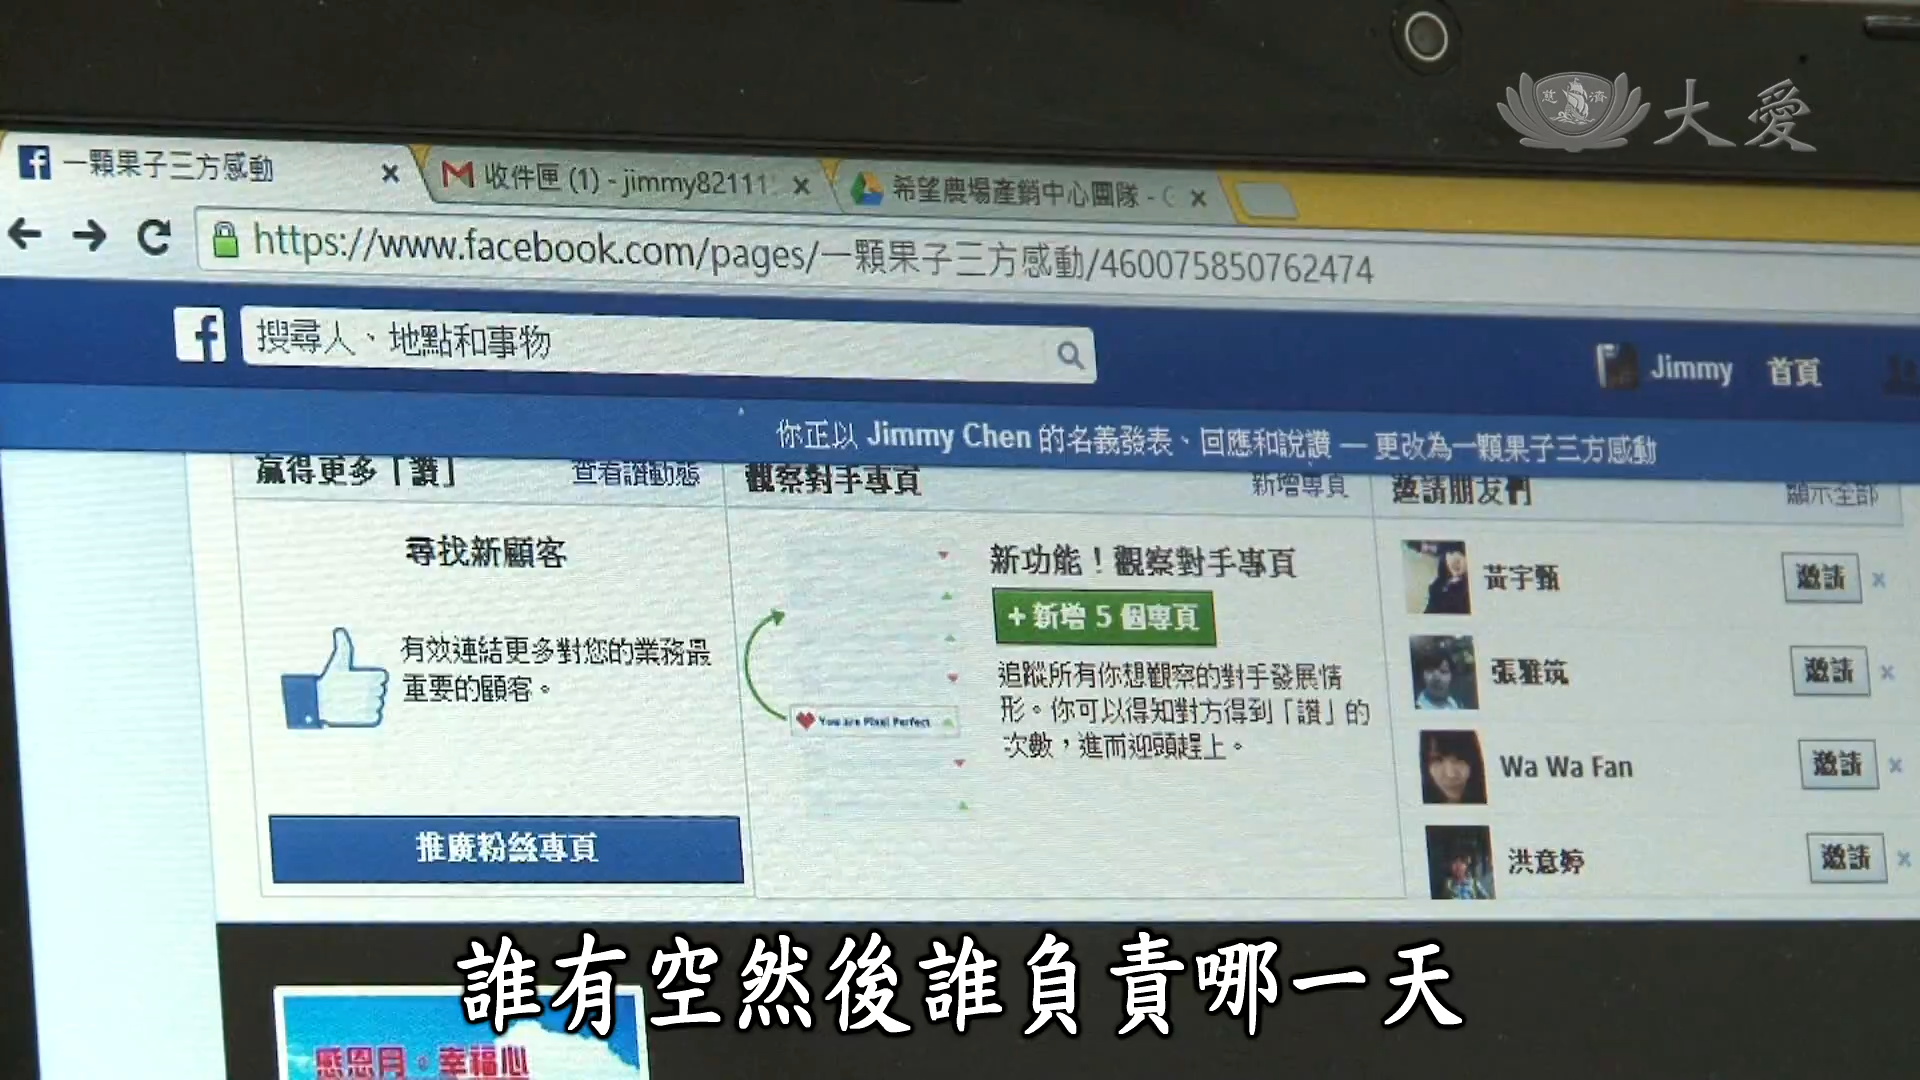 慈濟
大愛
一顆果子三方感動
收件匣 (1) - jimmy82111
希望農場產銷中心團隊 -
https://www.facebook.com/pages/一顆果子三方感動/460075850762474
搜尋人、地點和事物
Jimmy 首頁
你正以 Jimmy Chen 的名義發表、回應和說讚 — 更改為一顆果子三方感動
贏得更多「讚」 查看讚動態
觀察對手專頁 新增專頁
邀請朋友們 顯示全部
尋找新顧客
有效連結更多對您的業務最
重要的顧客。
推廣粉絲專頁
新功能!觀察對手專頁
+ 新增 5 個專頁
You are Pixel Perfect
追蹤所有你想觀察的對手發展情
形。你可以得知對方得到「讚」的
次數,進而迎頭趕上。
黃宇甄 邀請
張雅筑 邀請
Wa Wa Fan 邀請
洪意婷 邀請
感恩月。幸福心
誰有空然後誰負責哪一天